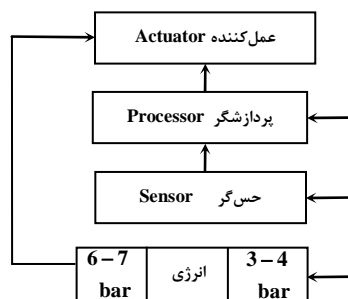 عمل‌کننده Actuator
پردازشگر Processor
حس‌گر Sensor
6 – 7 bar
انرژی
3 – 4 bar